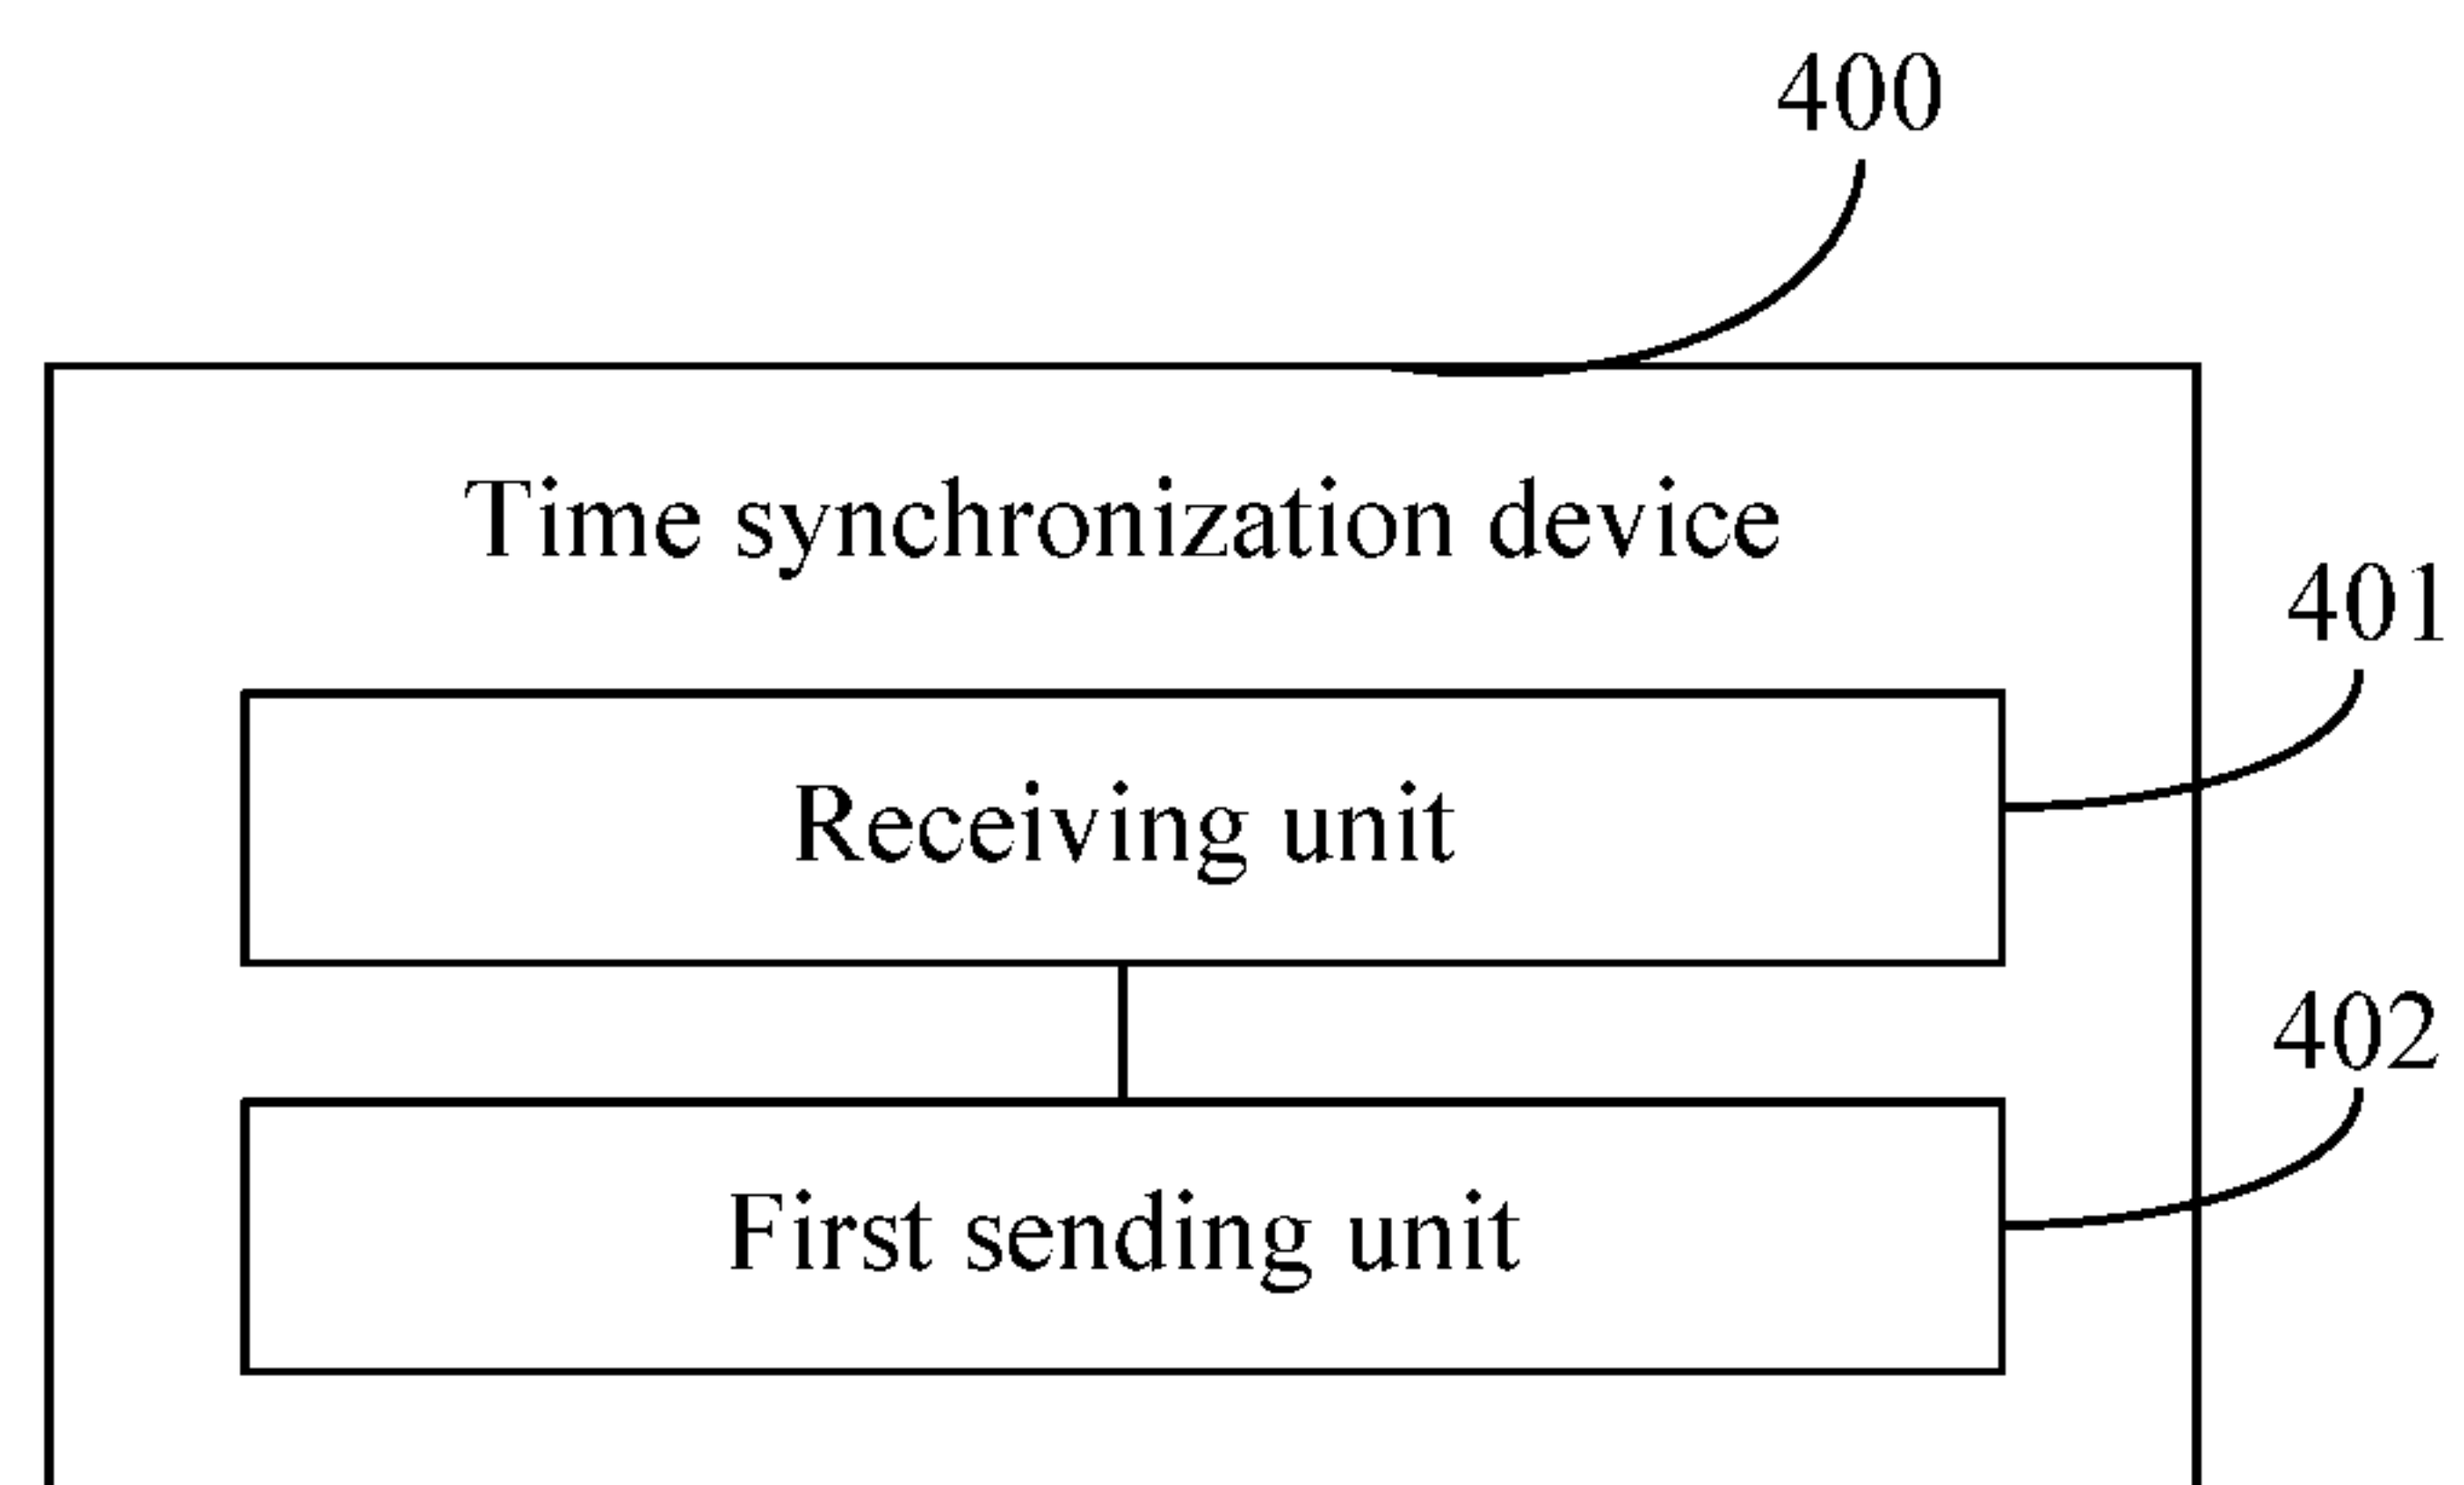 400
Time synchronization device
401
Receiving unit
402
First sending unit